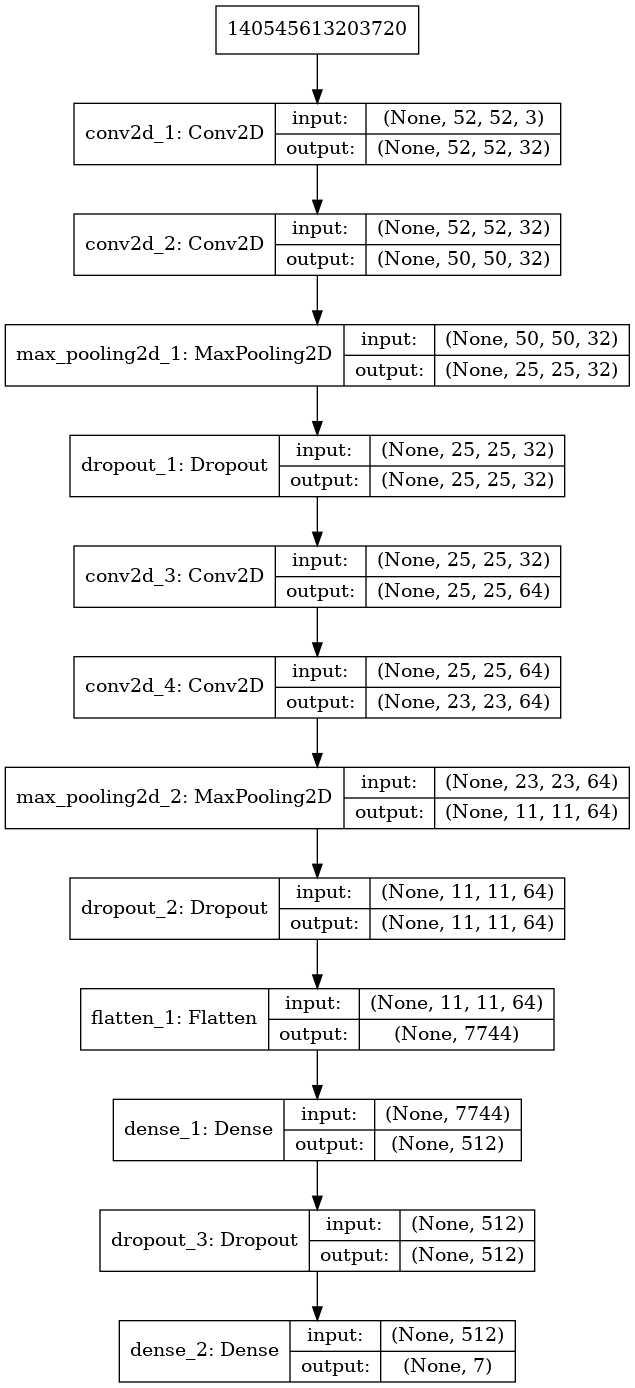 140545613203720
conv2d_1: Conv2D
input: (None, 52, 52, 3)
output: (None, 52, 52, 32)
conv2d_2: Conv2D
input: (None, 52, 52, 32)
output: (None, 50, 50, 32)
max_pooling2d_1: MaxPooling2D
input: (None, 50, 50, 32)
output: (None, 25, 25, 32)
dropout_1: Dropout
input: (None, 25, 25, 32)
output: (None, 25, 25, 32)
conv2d_3: Conv2D
input: (None, 25, 25, 32)
output: (None, 25, 25, 64)
conv2d_4: Conv2D
input: (None, 25, 25, 64)
output: (None, 23, 23, 64)
max_pooling2d_2: MaxPooling2D
input: (None, 23, 23, 64)
output: (None, 11, 11, 64)
dropout_2: Dropout
input: (None, 11, 11, 64)
output: (None, 11, 11, 64)
flatten_1: Flatten
input: (None, 11, 11, 64)
output: (None, 7744)
dense_1: Dense
input: (None, 7744)
output: (None, 512)
dropout_3: Dropout
input: (None, 512)
output: (None, 512)
dense_2: Dense
input: (None, 512)
output: (None, 7)